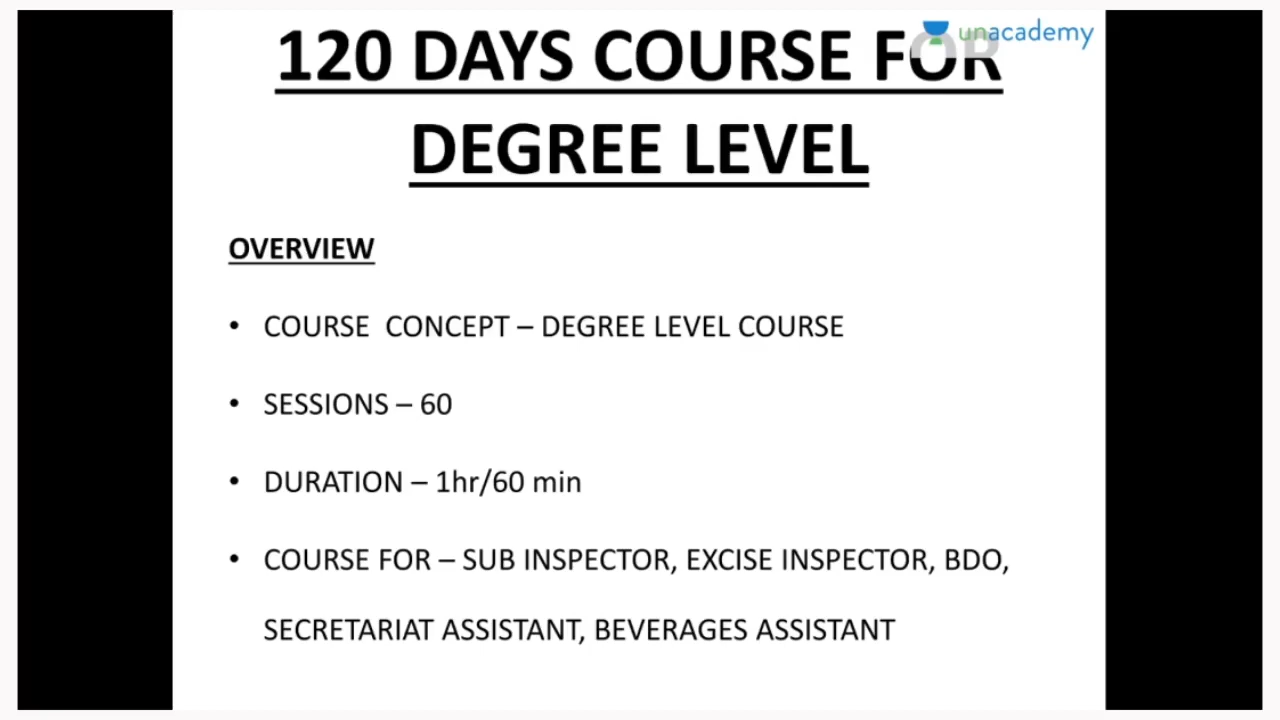 120 DAYS COURSE FOR
unacademy
DEGREE LEVEL
OVERVIEW
• COURSE CONCEPT – DEGREE LEVEL COURSE
• SESSIONS – 60
• DURATION – 1hr/60 min
• COURSE FOR – SUB INSPECTOR, EXCISE INSPECTOR, BDO,
SECRETARIAT ASSISTANT, BEVERAGES ASSISTANT